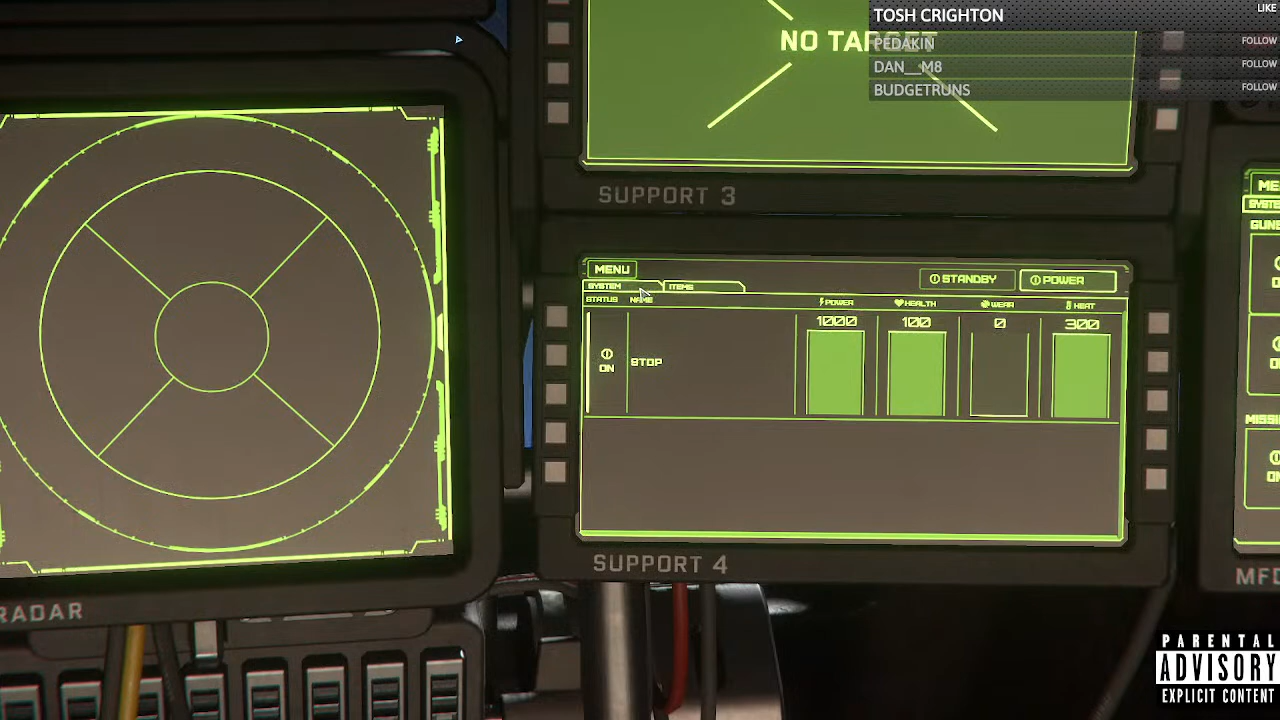 TOSH CRIGHTON
LIKE
NO TARGET
PEDAKIN
FOLLOW
DAN__M8
FOLLOW
BUDGETRUNS
FOLLOW
SUPPORT 3
MENU
STANDBY
POWER
SYSTEM
ITEMS
STATUS NAME POWER HEALTH WEAR HEAT
1000 100 0 300
ON STOP
SUPPORT 4
RADAR
PARENTAL
ADVISORY
EXPLICIT CONTENT